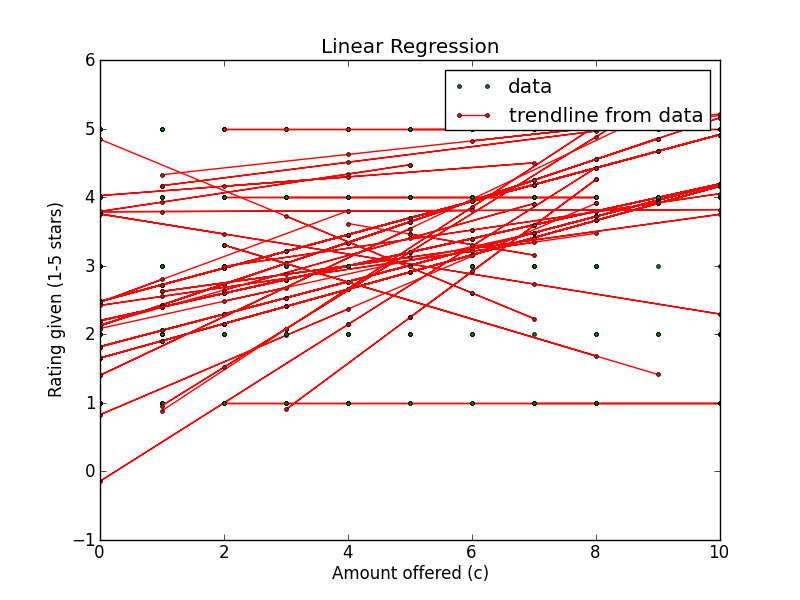 Linear Regression
data
trendline from data
6
5
4
3
2
1
0
−1
Rating given (1-5 stars)
0 2 4 6 8 10
Amount offered (c)